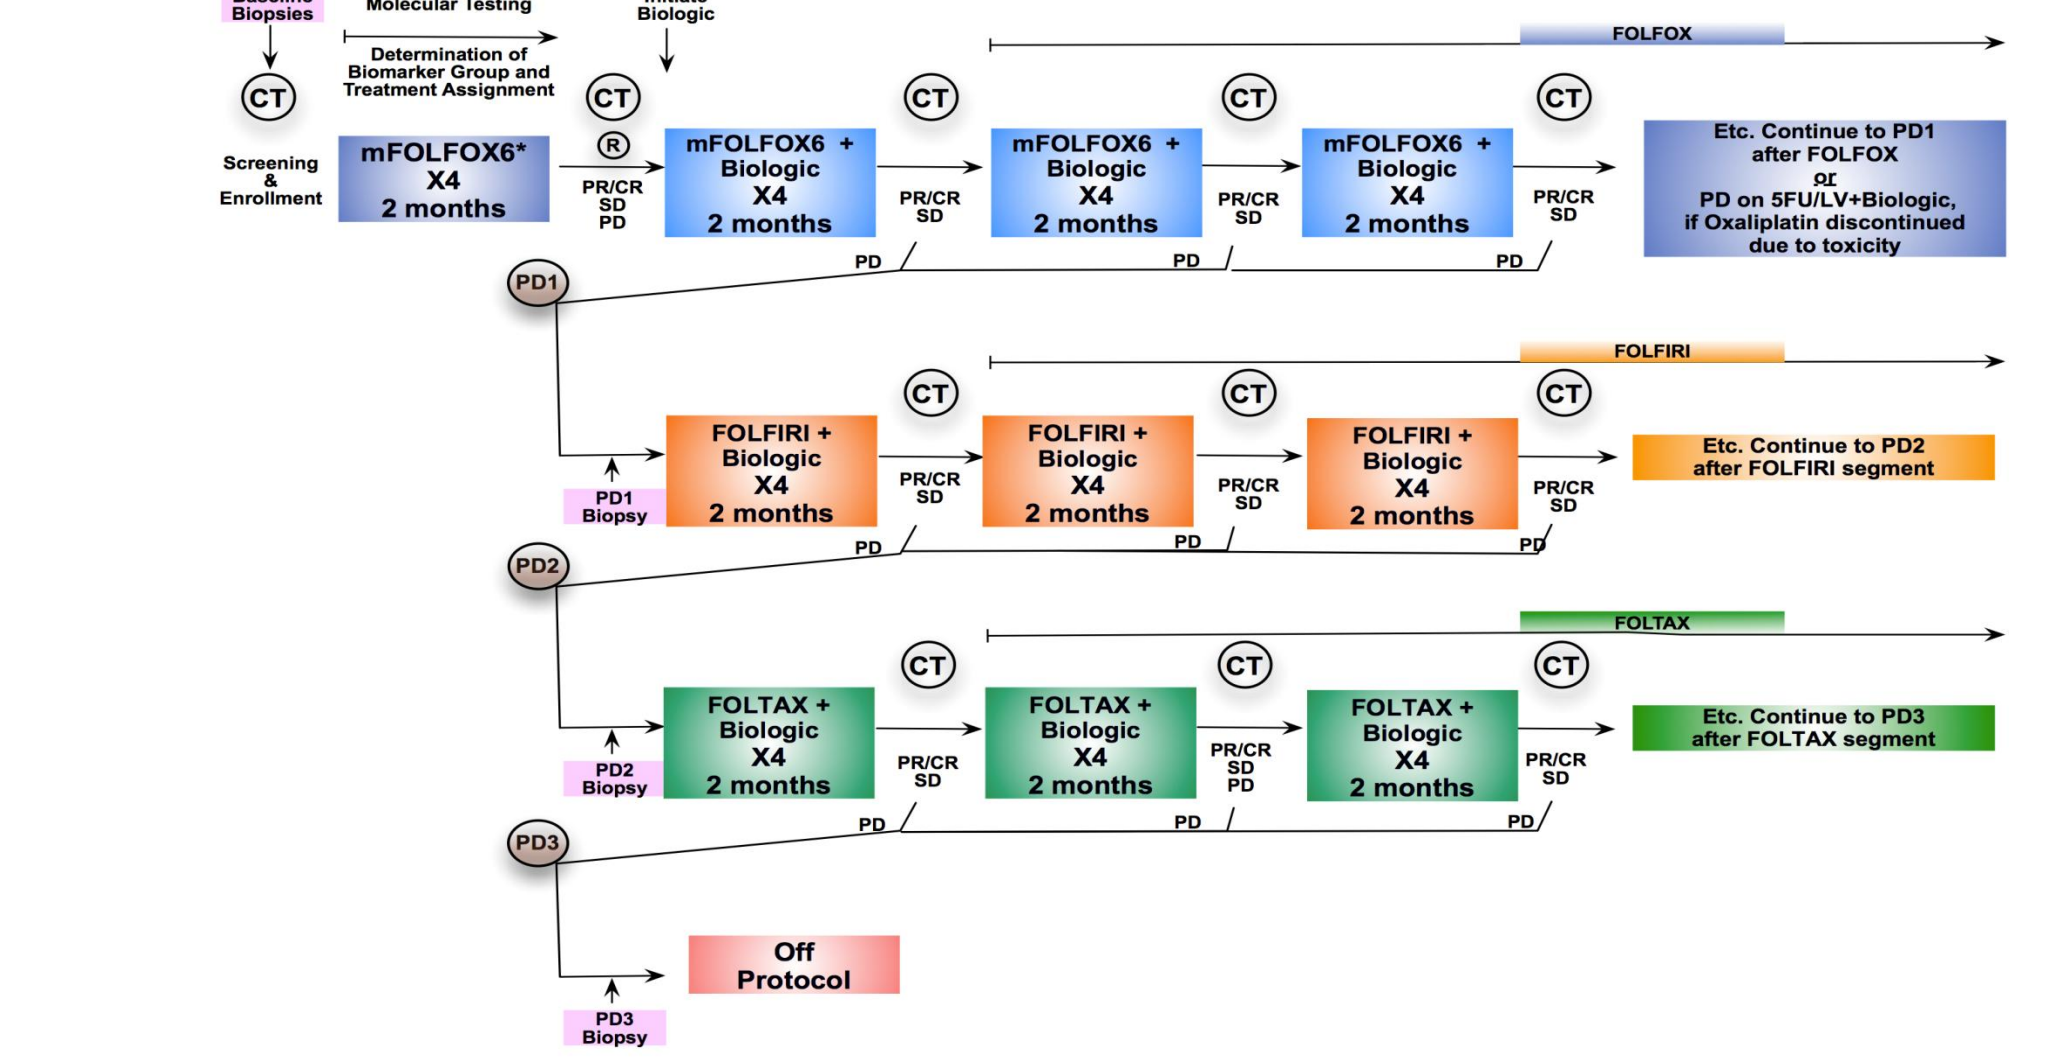 Baseline
Biopsies
Molecular Testing
Initiate
Biologic
Determination of
Biomarker Group and
Treatment Assignment
FOLFOX
CT
CT
CT
CT
CT
Screening
&
Enrollment
mFOLFOX6*
X4
2 months
R
PR/CR
SD
PD
mFOLFOX6 +
Biologic
X4
2 months
PR/CR
SD
mFOLFOX6 +
Biologic
X4
2 months
PR/CR
SD
mFOLFOX6 +
Biologic
X4
2 months
PR/CR
SD
Etc. Continue to PD1
after FOLFOX
or
PD on 5FU/LV+Biologic,
if Oxaliplatin discontinued
due to toxicity
PD
PD
PD
PD1
FOLFIRI
CT
CT
CT
PD1
Biopsy
FOLFIRI +
Biologic
X4
2 months
PR/CR
SD
FOLFIRI +
Biologic
X4
2 months
PR/CR
SD
FOLFIRI +
Biologic
X4
2 months
PR/CR
SD
Etc. Continue to PD2
after FOLFIRI segment
PD
PD
PD
PD2
FOLTAX
CT
CT
CT
PD2
Biopsy
FOLTAX +
Biologic
X4
2 months
PR/CR
SD
FOLTAX +
Biologic
X4
2 months
PR/CR
SD
PD
FOLTAX +
Biologic
X4
2 months
PR/CR
SD
Etc. Continue to PD3
after FOLTAX segment
PD
PD
PD
PD3
Off
Protocol
PD3
Biopsy